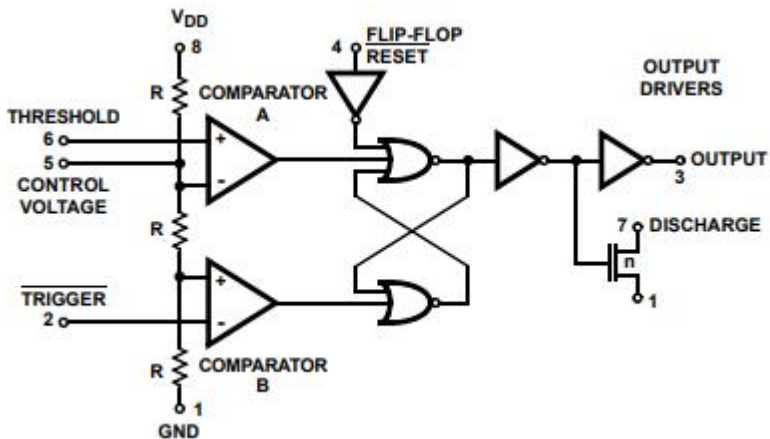 VDD
8
4
FLIP-FLOP
RESET
OUTPUT
DRIVERS
R
COMPARATOR
A
THRESHOLD
6
5
CONTROL
VOLTAGE
+
-
OUTPUT
3
R
7 DISCHARGE
n
1
TRIGGER
2
+
-
R
COMPARATOR
B
1
GND